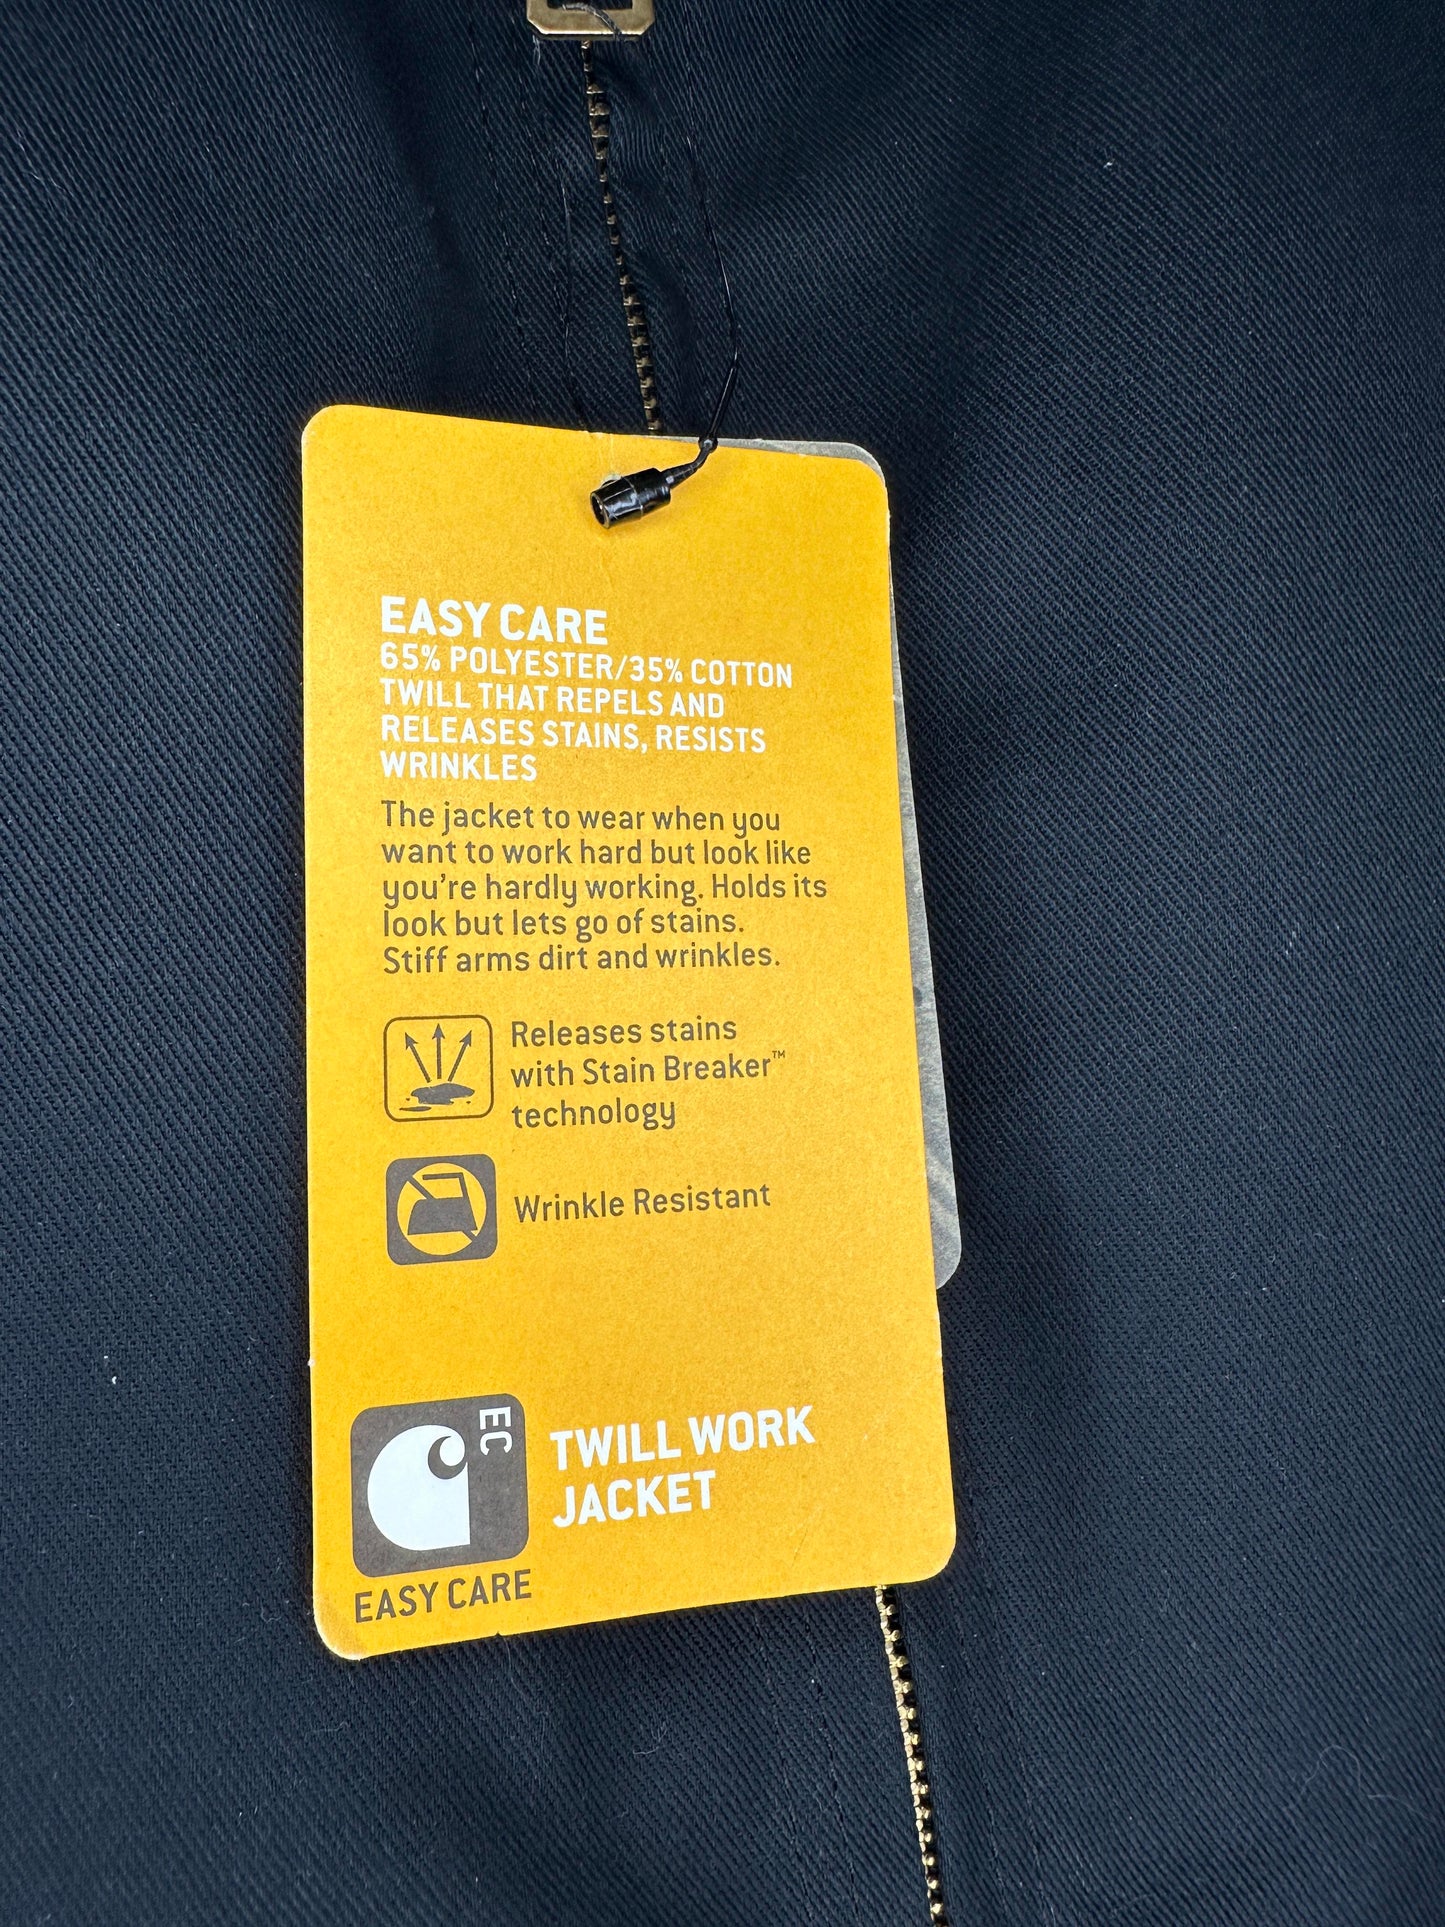 EASY CARE
65% POLYESTER/35% COTTON
TWILL THAT REPELS AND
RELEASES STAINS, RESISTS
WRINKLES
The jacket to wear when you
want to work hard but look like
you're hardly working. Holds its
look but lets go of stains.
Stiff arms dirt and wrinkles.
Releases stains
with Stain Breaker™
technology
Wrinkle Resistant
EC
TWILL WORK
JACKET
EASY CARE